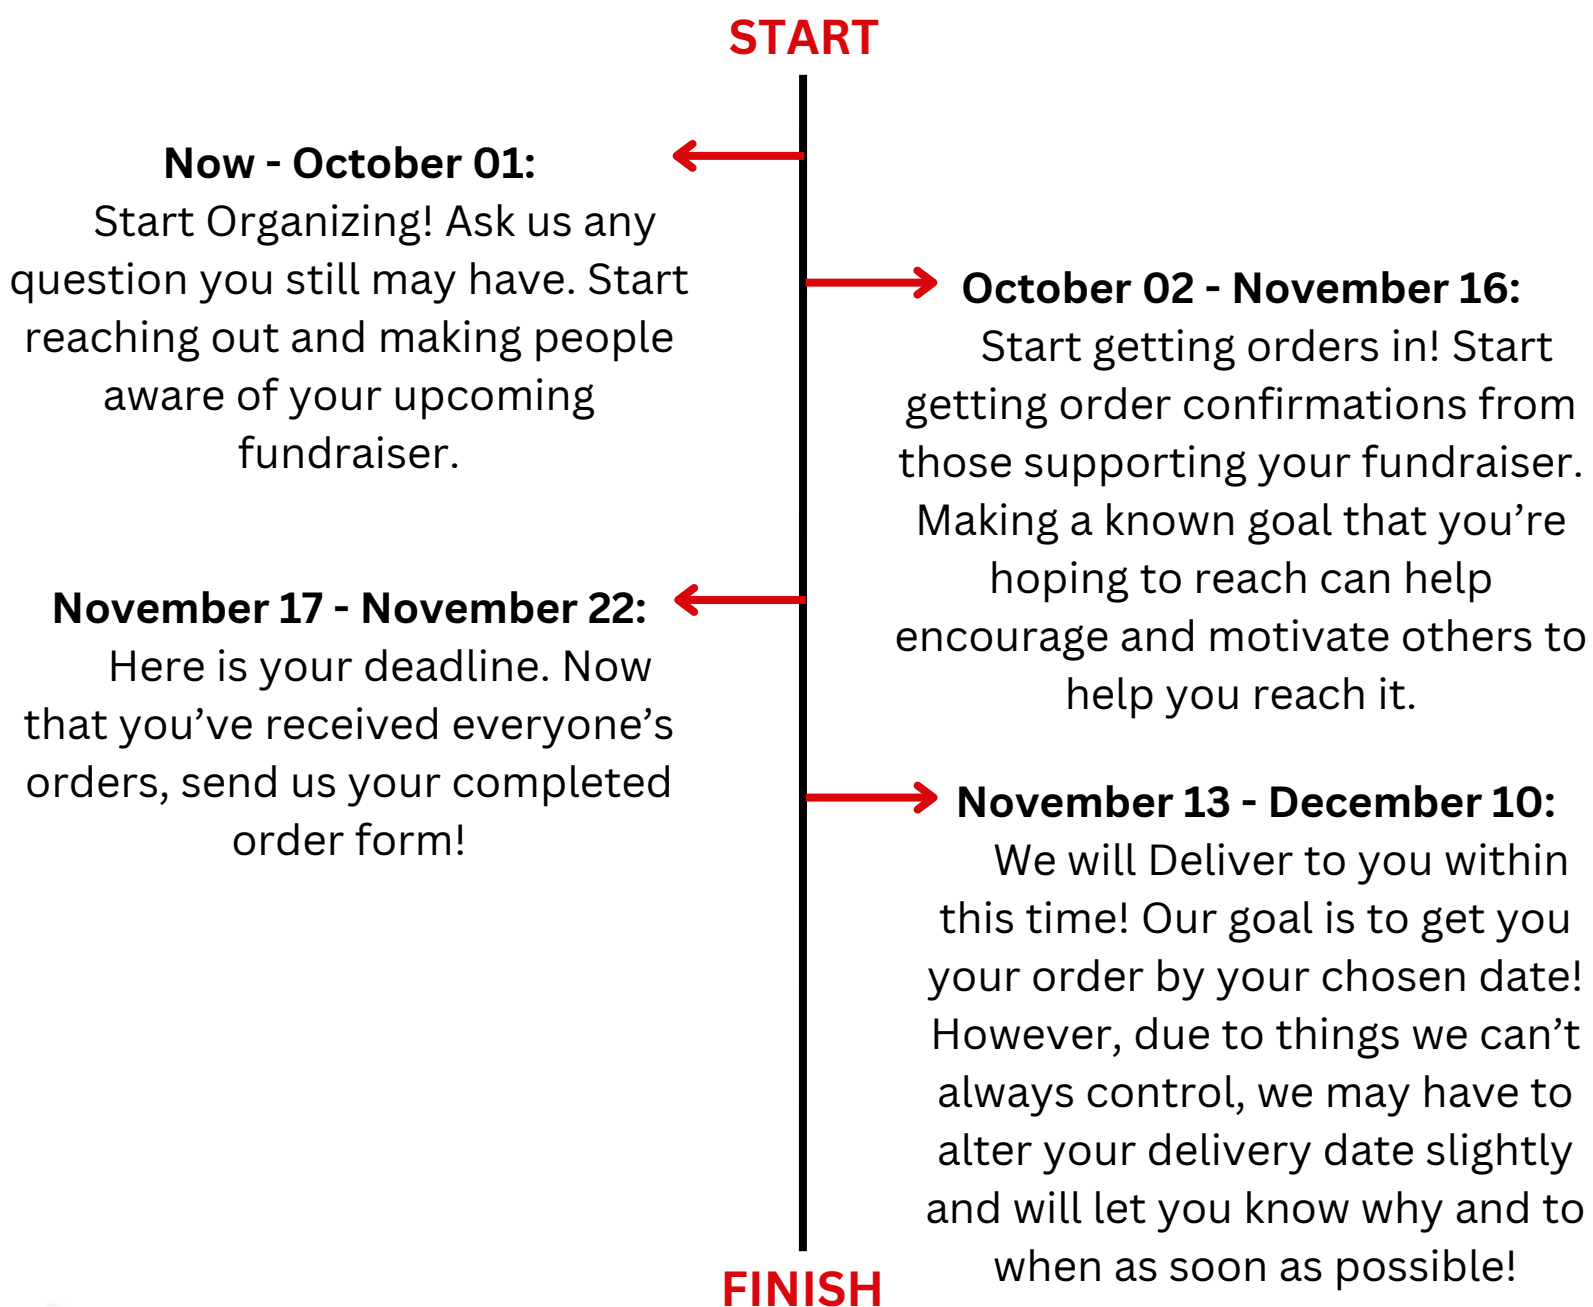 START
Now - October 01:
Start Organizing! Ask us any
question you still may have. Start
reaching out and making people
aware of your upcoming
fundraiser.
October 02 - November 16:
Start getting orders in! Start
getting order confirmations from
those supporting your fundraiser.
Making a known goal that you’re
hoping to reach can help
encourage and motivate others to
help you reach it.
November 17 - November 22:
Here is your deadline. Now
that you’ve received everyone’s
orders, send us your completed
order form!
November 13 - December 10:
We will Deliver to you within
this time! Our goal is to get you
your order by your chosen date!
However, due to things we can’t
always control, we may have to
alter your delivery date slightly
and will let you know why and to
when as soon as possible!
FINISH